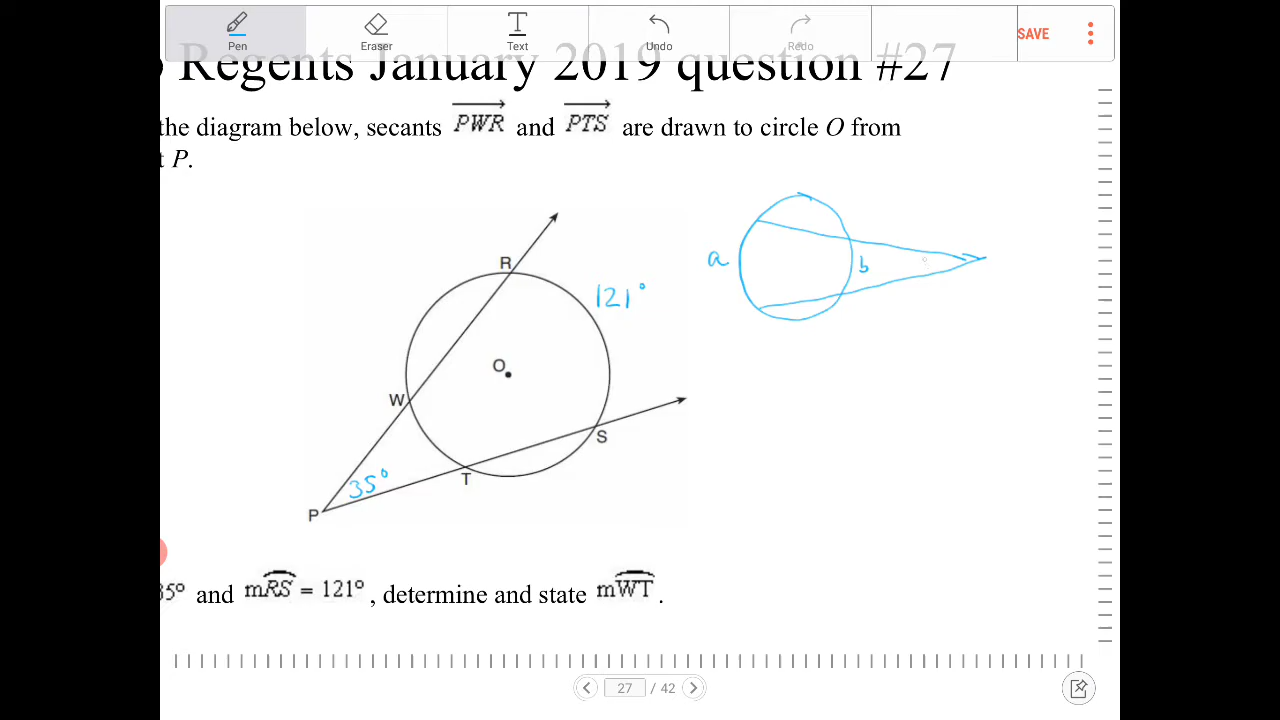 Pen Eraser Text Undo Redo SAVE
Regents January 2019 question #27
the diagram below, secants PWR and PTS are drawn to circle O from
P.
R
121°
a
b
O
W
S
T
35°
P
35° and mRS = 121°, determine and state mWT.
27 / 42